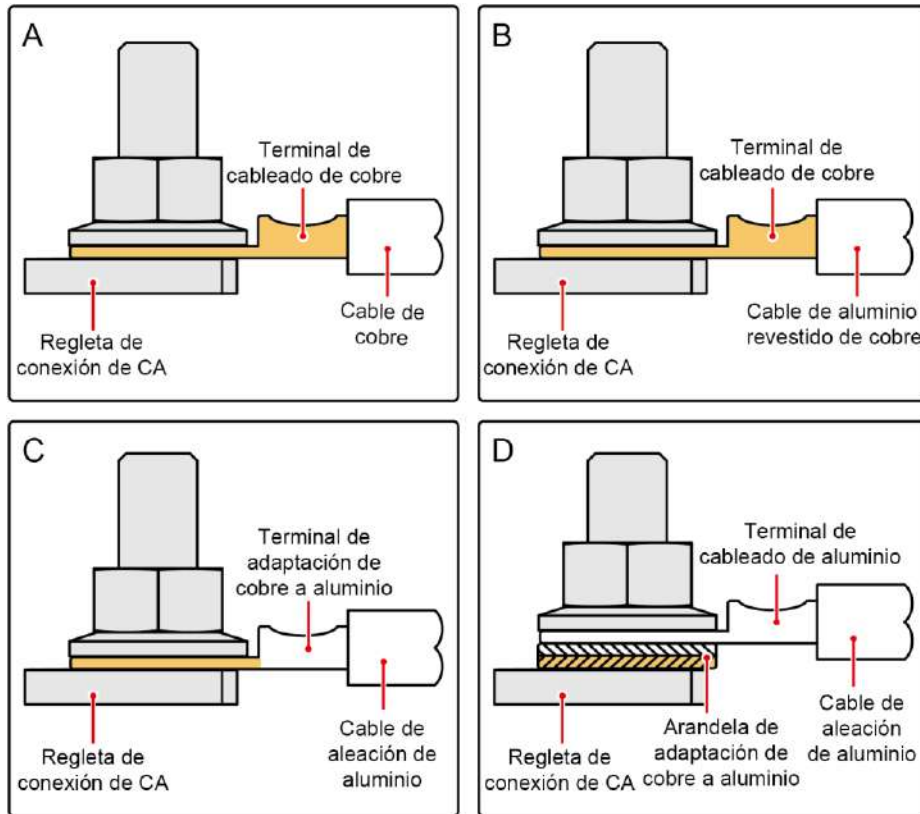 A
Terminal de
cableado de cobre
Regleta de
conexión de CA
Cable de
cobre
B
Terminal de
cableado de cobre
Regleta de
conexión de CA
Cable de aluminio
revestido de cobre
C
Terminal de
adaptación de
cobre a aluminio
Regleta de
conexión de CA
Cable de
aleación de
aluminio
D
Terminal de
cableado de aluminio
Regleta de
conexión de CA
Arandela de
adaptación de
cobre a aluminio
Cable de
aleación
de aluminio